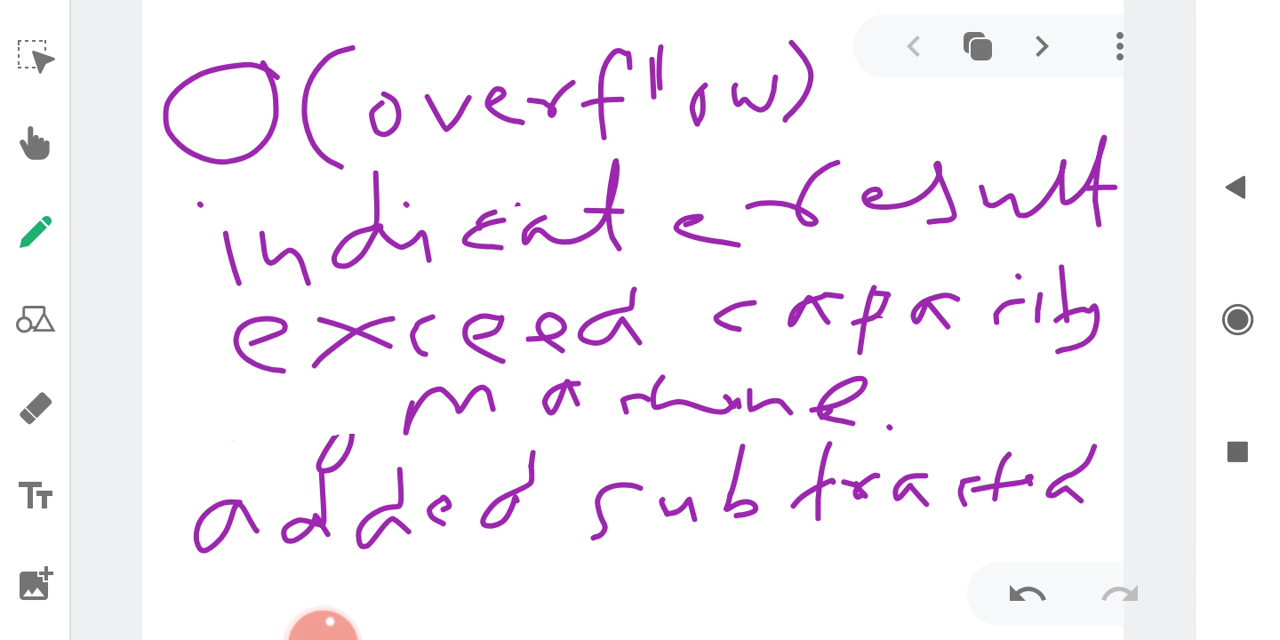 O (overflow)
indicate result
exceed capacity
machine.
added subtracted